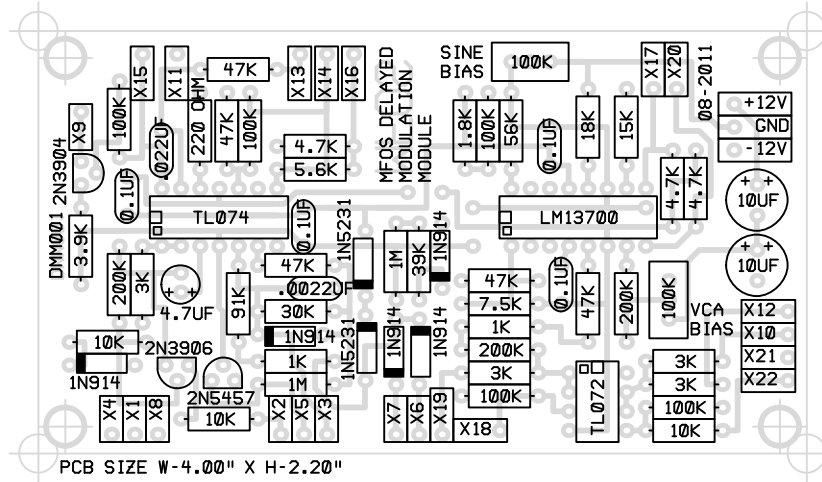 X15
X11
47K
X13
X14
X16
MFOS DELAYED
MODULATION
MODULE
SINE
BIAS
100K
X17
X20
08-2011
X9
100K
.022UF
220 OHM
47K
100K
4.7K
5.6K
1.8K
100K
56K
0.1UF
18K
15K
+12V
GND
-12V
2N3904
0.1UF
4.7K
4.7K
10UF
DMM001
3.9K
TL074
0.1UF
1N5231
1M
39K
1N914
LM13700
10UF
200K
3K
4.7UF
91K
47K
.0022UF
30K
1N914
47K
7.5K
1K
200K
3K
100K
0.1UF
47K
200K
100K
VCA
BIAS
X12
X10
X21
X22
10K
1N914
2N3906
2N5457
1K
1M
1N5231
1N914
1N914
TL072
3K
3K
100K
10K
X4
X1
X8
10K
X2
X5
X3
X7
X6
X19
X18
PCB SIZE W-4.00" X H-2.20"